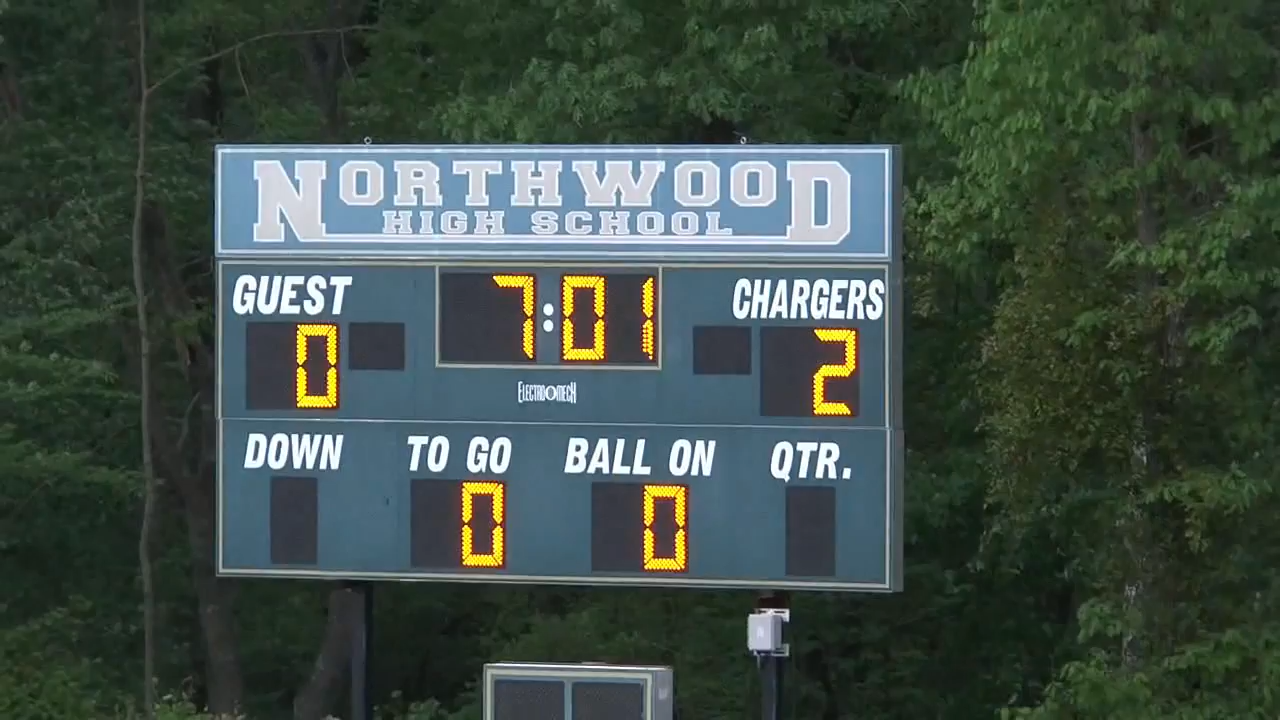 NORTHWOOD
HIGH SCHOOL
GUEST 7:01 CHARGERS
0 2
ELECTRO-MECH
DOWN TO GO BALL ON QTR.
0 0